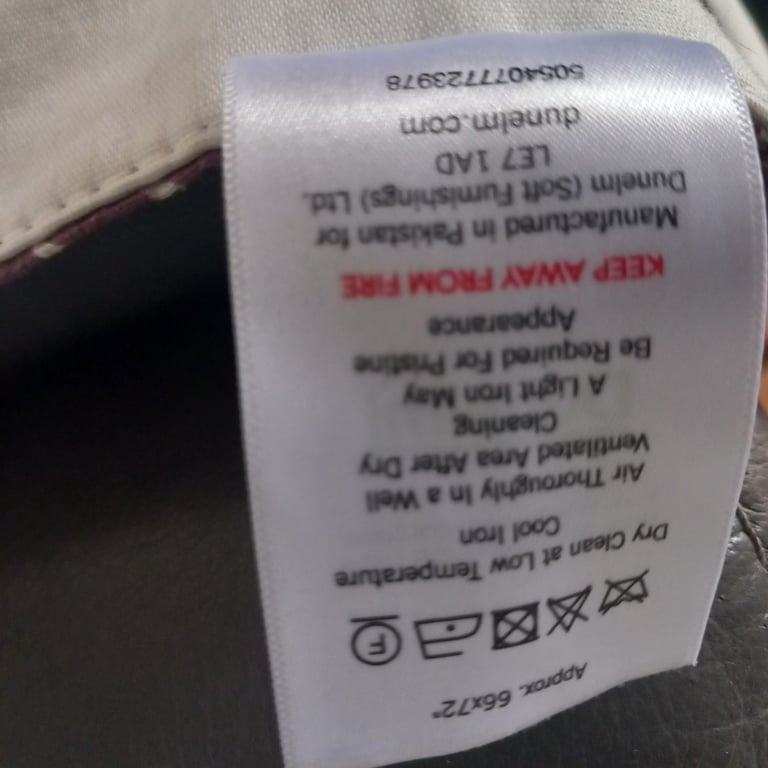 Approx. 66x72"
F
Dry Clean at Low Temperature
Cool Iron
Air Thoroughly In a Well
Ventilated Area After Dry
Cleaning
A Light Iron May
Be Required For Pristine
Appearance
KEEP AWAY FROM FIRE
Manufactured in Pakistan for
Dunelm (Soft Furnishings) Ltd.
LE7 1AD
dunelm.com
5054077723978